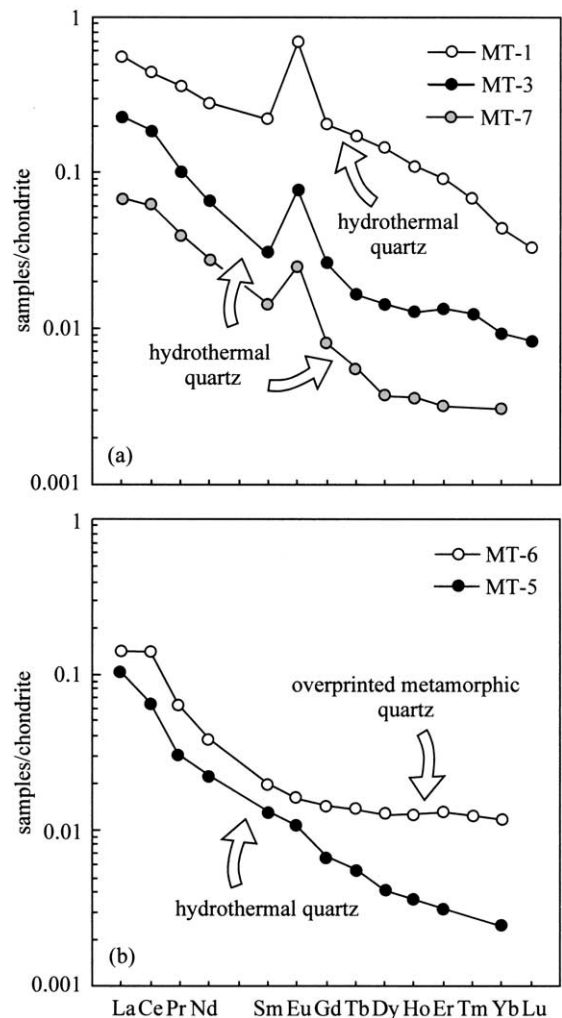 1
MT-1
MT-3
MT-7
0.1
samples/chondrite
hydrothermal
quartz
0.01
hydrothermal
quartz
(a)
0.001
1
MT-6
MT-5
0.1
overprinted metamorphic
quartz
samples/chondrite
0.01
hydrothermal quartz
(b)
0.001
La Ce Pr Nd Sm Eu Gd Tb Dy Ho Er Tm Yb Lu